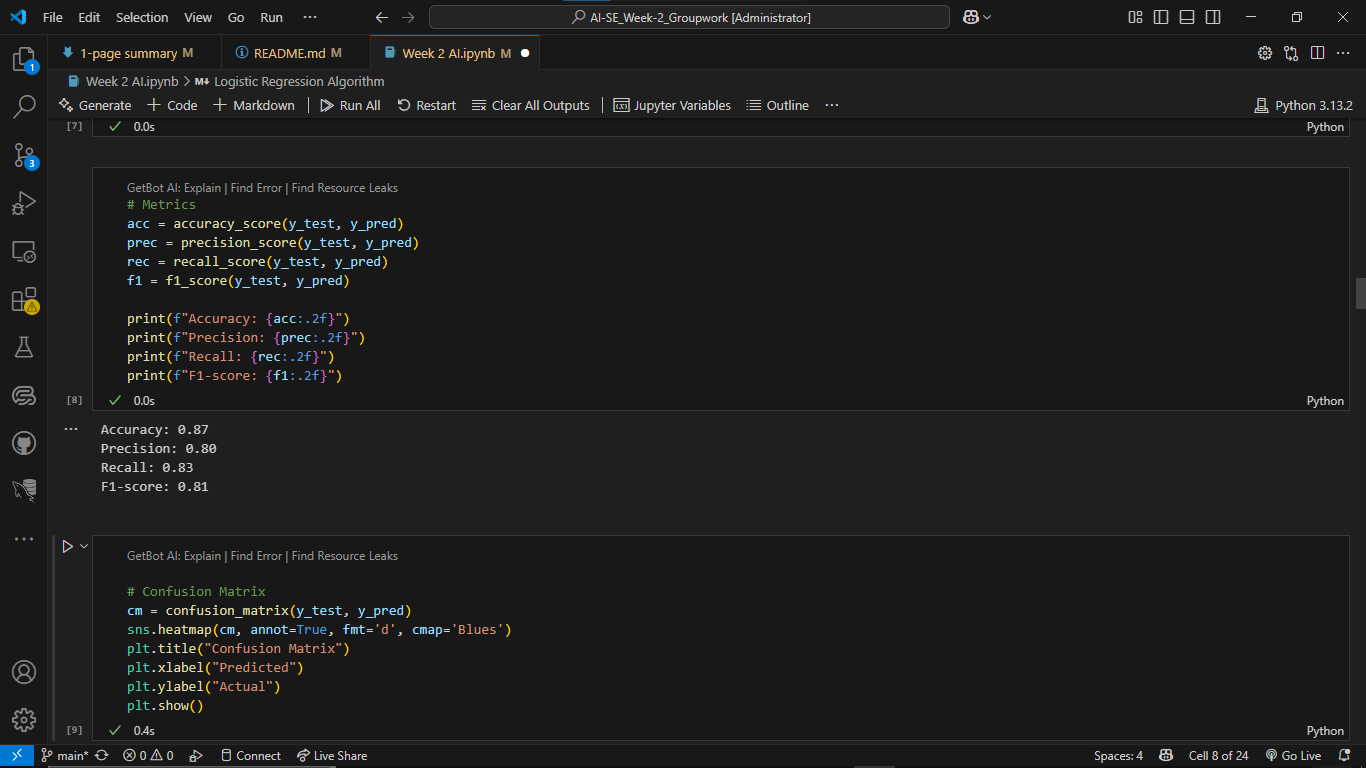 File Edit Selection View Go Run ···
AI-SE_Week-2_Groupwork [Administrator]
1-page summary M
README.md M
Week 2 AI.ipynb M
Week 2 AI.ipynb > M↓ Logistic Regression Algorithm
Generate + Code + Markdown | Run All Restart Clear All Outputs | Jupyter Variables Outline ···
Python 3.13.2
[7] ✓ 0.0s Python
GetBot AI: Explain | Find Error | Find Resource Leaks
# Metrics
acc = accuracy_score(y_test, y_pred)
prec = precision_score(y_test, y_pred)
rec = recall_score(y_test, y_pred)
f1 = f1_score(y_test, y_pred)
print(f"Accuracy: {acc:.2f}")
print(f"Precision: {prec:.2f}")
print(f"Recall: {rec:.2f}")
print(f"F1-score: {f1:.2f}")
[8] ✓ 0.0s Python
··· Accuracy: 0.87
Precision: 0.80
Recall: 0.83
F1-score: 0.81
GetBot AI: Explain | Find Error | Find Resource Leaks
# Confusion Matrix
cm = confusion_matrix(y_test, y_pred)
sns.heatmap(cm, annot=True, fmt='d', cmap='Blues')
plt.title("Confusion Matrix")
plt.xlabel("Predicted")
plt.ylabel("Actual")
plt.show()
[9] ✓ 0.4s Python
1
3
main* 0 0 Connect Live Share
Spaces: 4 Cell 8 of 24 Go Live